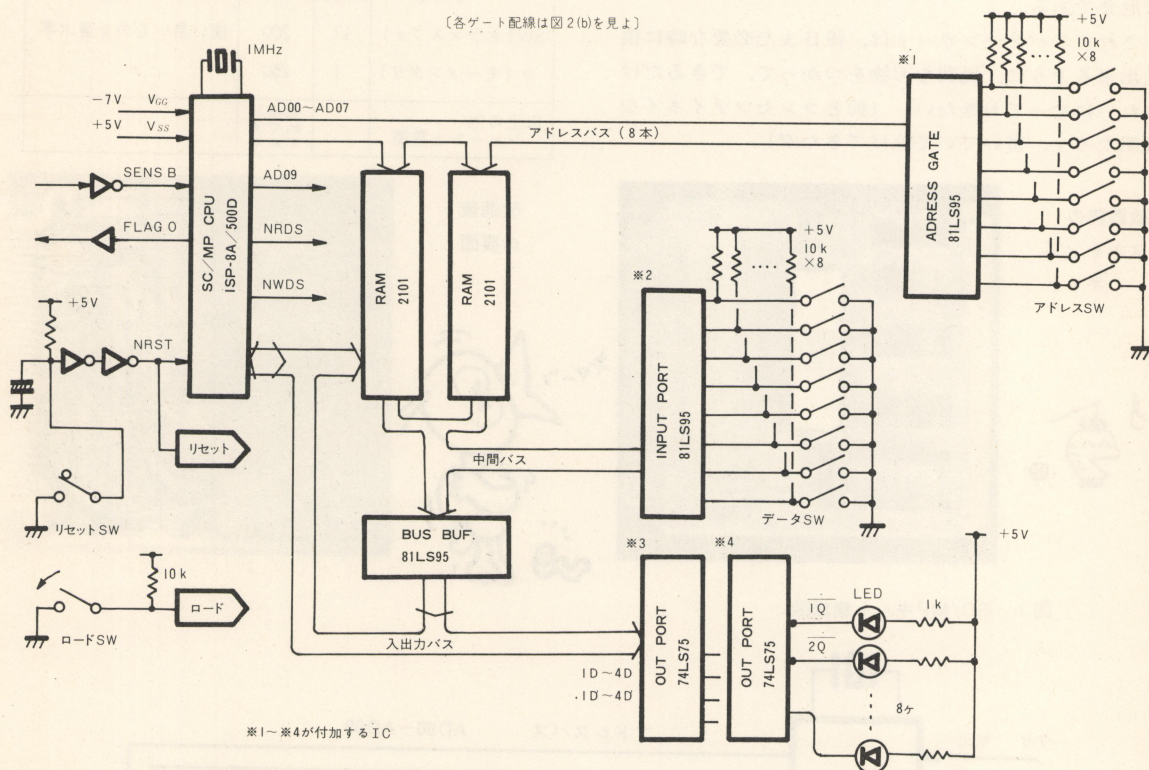 〔各ゲート配線は図2(b)を見よ〕
1MHz
−7V VGG
+5V VSS
SENS B
FLAG O
+5V
NRST
リセット
リセットSW
10k
ロード
ロードSW
SC/MP CPU
ISP-8A/500D
AD00~AD07
アドレスバス(8本)
AD09
NRDS
NWDS
RAM
2101
RAM
2101
中間バス
BUS BUF.
81LS95
入出力バス
※1
ADRESS GATE
81LS95
+5V
10k
×8
アドレスSW
※2
INPUT PORT
81LS95
+5V
10k
×8
データSW
※3
OUT PORT
74LS75
1D~4D
1D~4D
※4
OUT PORT
74LS75
1Q
2Q
LED
1k
+5V
8ヶ
※1~※4が付加するIC